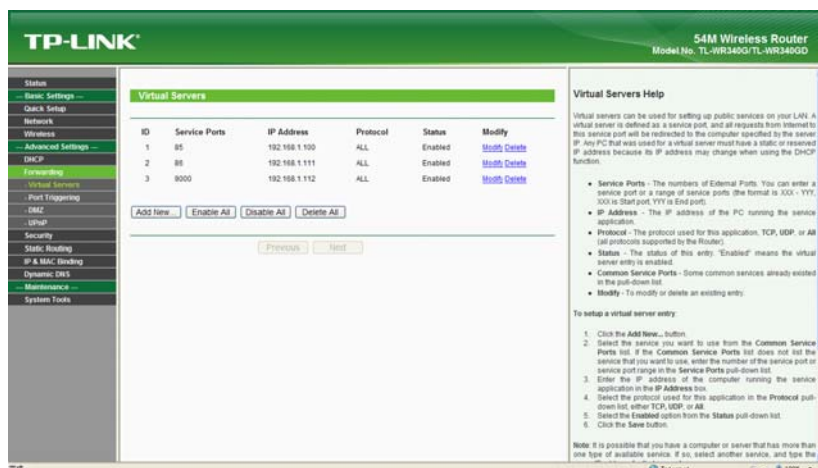 TP-LINK
54M Wireless Router
Model No. TL-WR340G/TL-WR340GD
Status
--- Basic Settings ---
Quick Setup
Network
Wireless
--- Advanced Settings ---
DHCP
Forwarding
- Virtual Servers
- Port Triggering
- DMZ
- UPnP
Security
Static Routing
IP & MAC Binding
Dynamic DNS
--- Maintenance ---
System Tools
Virtual Servers
ID Service Ports IP Address Protocol Status Modify
1 85 192.168.1.100 ALL Enabled Modify Delete
2 86 192.168.1.111 ALL Enabled Modify Delete
3 9000 192.168.1.112 ALL Enabled Modify Delete
Add New... Enable All Disable All Delete All
Previous Next
Virtual Servers Help
Virtual servers can be used for setting up public services on your LAN. A
virtual server is defined as a service port, and all requests from Internet to
this service port will be redirected to the computer specified by the server
IP. Any PC that was used for a virtual server must have a static or reserved
IP address because its IP address may change when using the DHCP
function.
• Service Ports - The numbers of External Ports. You can enter a
service port or a range of service ports (the format is XXX - YYY,
XXX is Start port, YYY is End port).
• IP Address - The IP address of the PC running the service
application.
• Protocol - The protocol used for this application, TCP, UDP, or All
(all protocols supported by the Router).
• Status - The status of this entry. "Enabled" means the virtual
server entry is enabled.
• Common Service Ports - Some common services already existed
in the pull-down list.
• Modify - To modify or delete an existing entry.
To setup a virtual server entry:
1. Click the Add New... button.
2. Select the service you want to use from the Common Service
Ports list. If the Common Service Ports list does not list the
service that you want to use, enter the number of the service port or
service port range in the Service Ports pull-down list.
3. Enter the IP address of the computer running the service
application in the IP Address box.
4. Select the protocol used for this application in the Protocol pull-
down list, either TCP, UDP, or All.
5. Select the Enabled option from the Status pull-down list.
6. Click the Save button.
Note: It is possible that you have a computer or server that has more than
one type of available service. If so, select another service, and type the